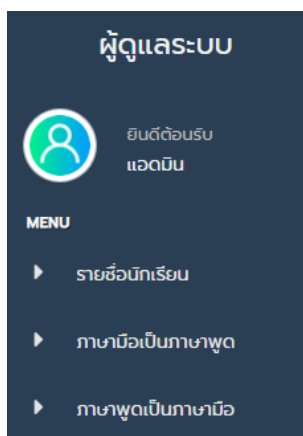 ผู้ดูแลระบบ
ยินดีต้อนรับ
แอดมิน
MENU
รายชื่อนักเรียน
ภาษามือเป็นภาษาพูด
ภาษาพูดเป็นภาษามือ